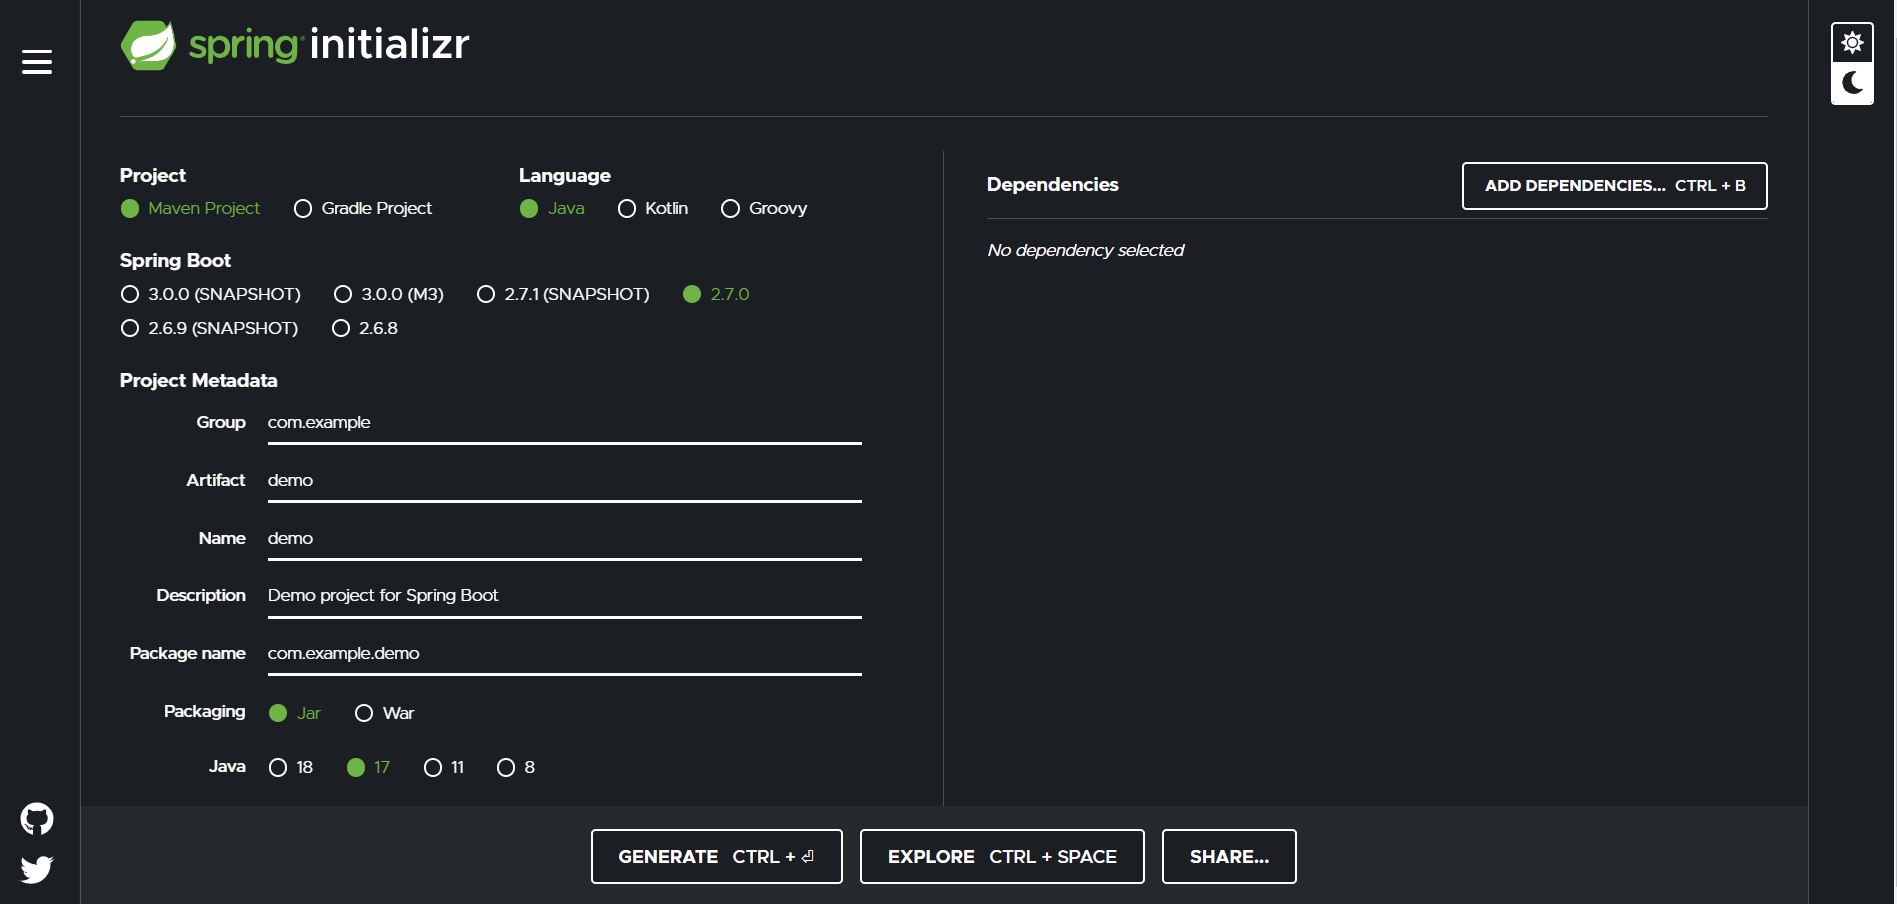 spring initializr
Project
Maven Project Gradle Project
Language
Java Kotlin Groovy
Spring Boot
3.0.0 (SNAPSHOT) 3.0.0 (M3) 2.7.1 (SNAPSHOT) 2.7.0
2.6.9 (SNAPSHOT) 2.6.8
Project Metadata
Group com.example
Artifact demo
Name demo
Description Demo project for Spring Boot
Package name com.example.demo
Packaging Jar War
Java 18 17 11 8
Dependencies ADD DEPENDENCIES... CTRL + B
No dependency selected
GENERATE CTRL + ⏎ EXPLORE CTRL + SPACE SHARE...